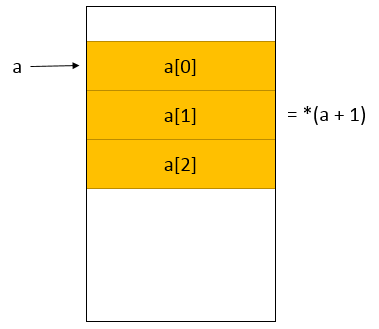 a
a[0]
a[1]
= *(a + 1)
a[2]